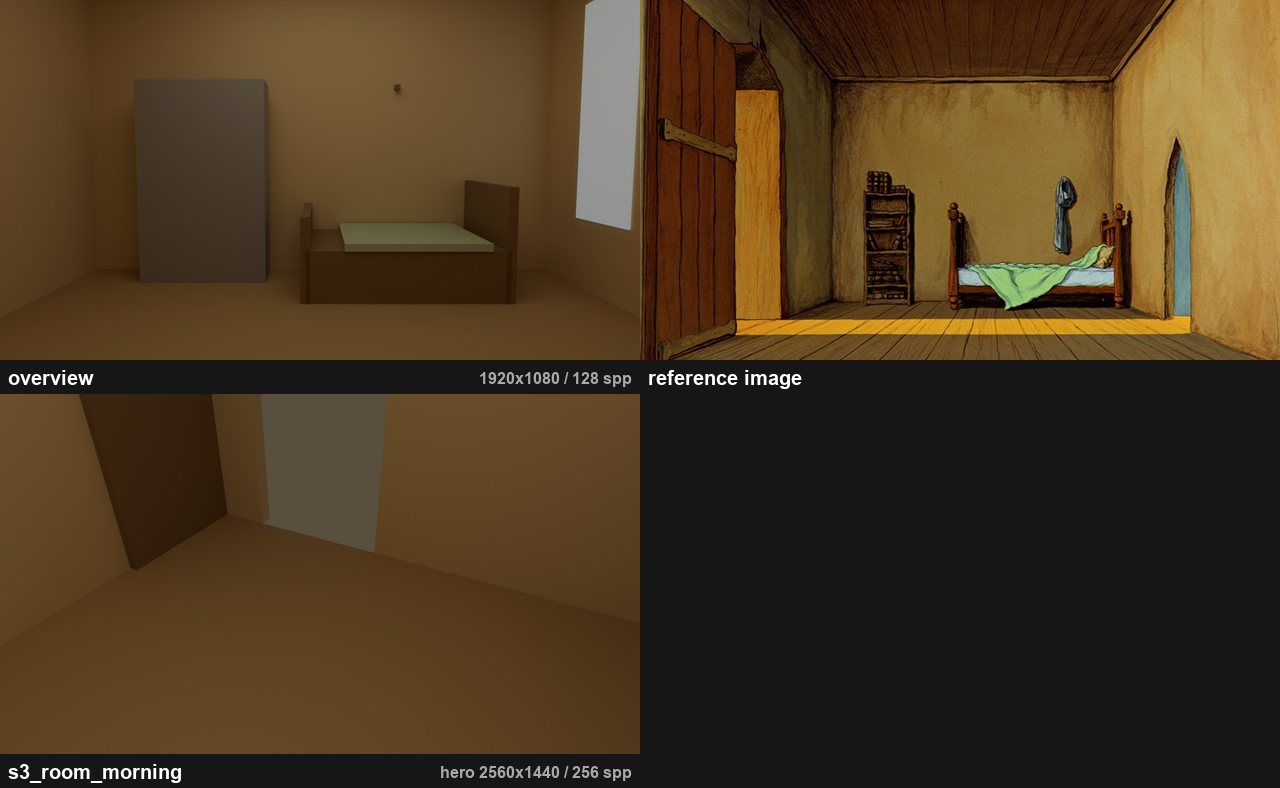 overview
1920x1080 / 128 spp
reference image
s3_room_morning
hero 2560x1440 / 256 spp